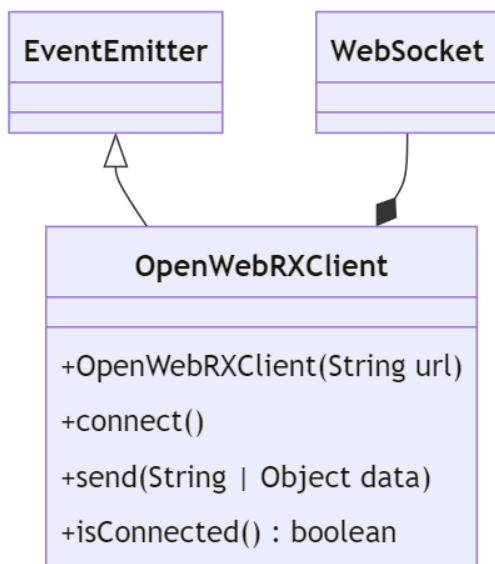 EventEmitter
WebSocket
OpenWebRXClient
+OpenWebRXClient(String url)
+connect()
+send(String | Object data)
+isConnected() : boolean